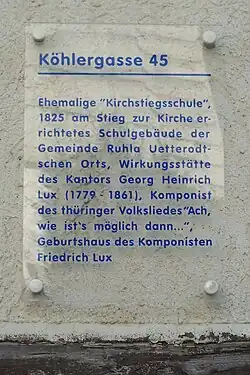 Köhlergasse 45
Ehemalige "Kirchstiegsschule",
1825 am Stieg zur Kirche er-
richtetes Schulgebäude der
Gemeinde Ruhla Uetterodt-
schen Orts, Wirkungsstätte
des Kantors Georg Heinrich
Lux (1779 - 1861), Komponist
des thüringer Volksliedes "Ach,
wie ist's möglich dann...",
Geburtshaus des Komponisten
Friedrich Lux